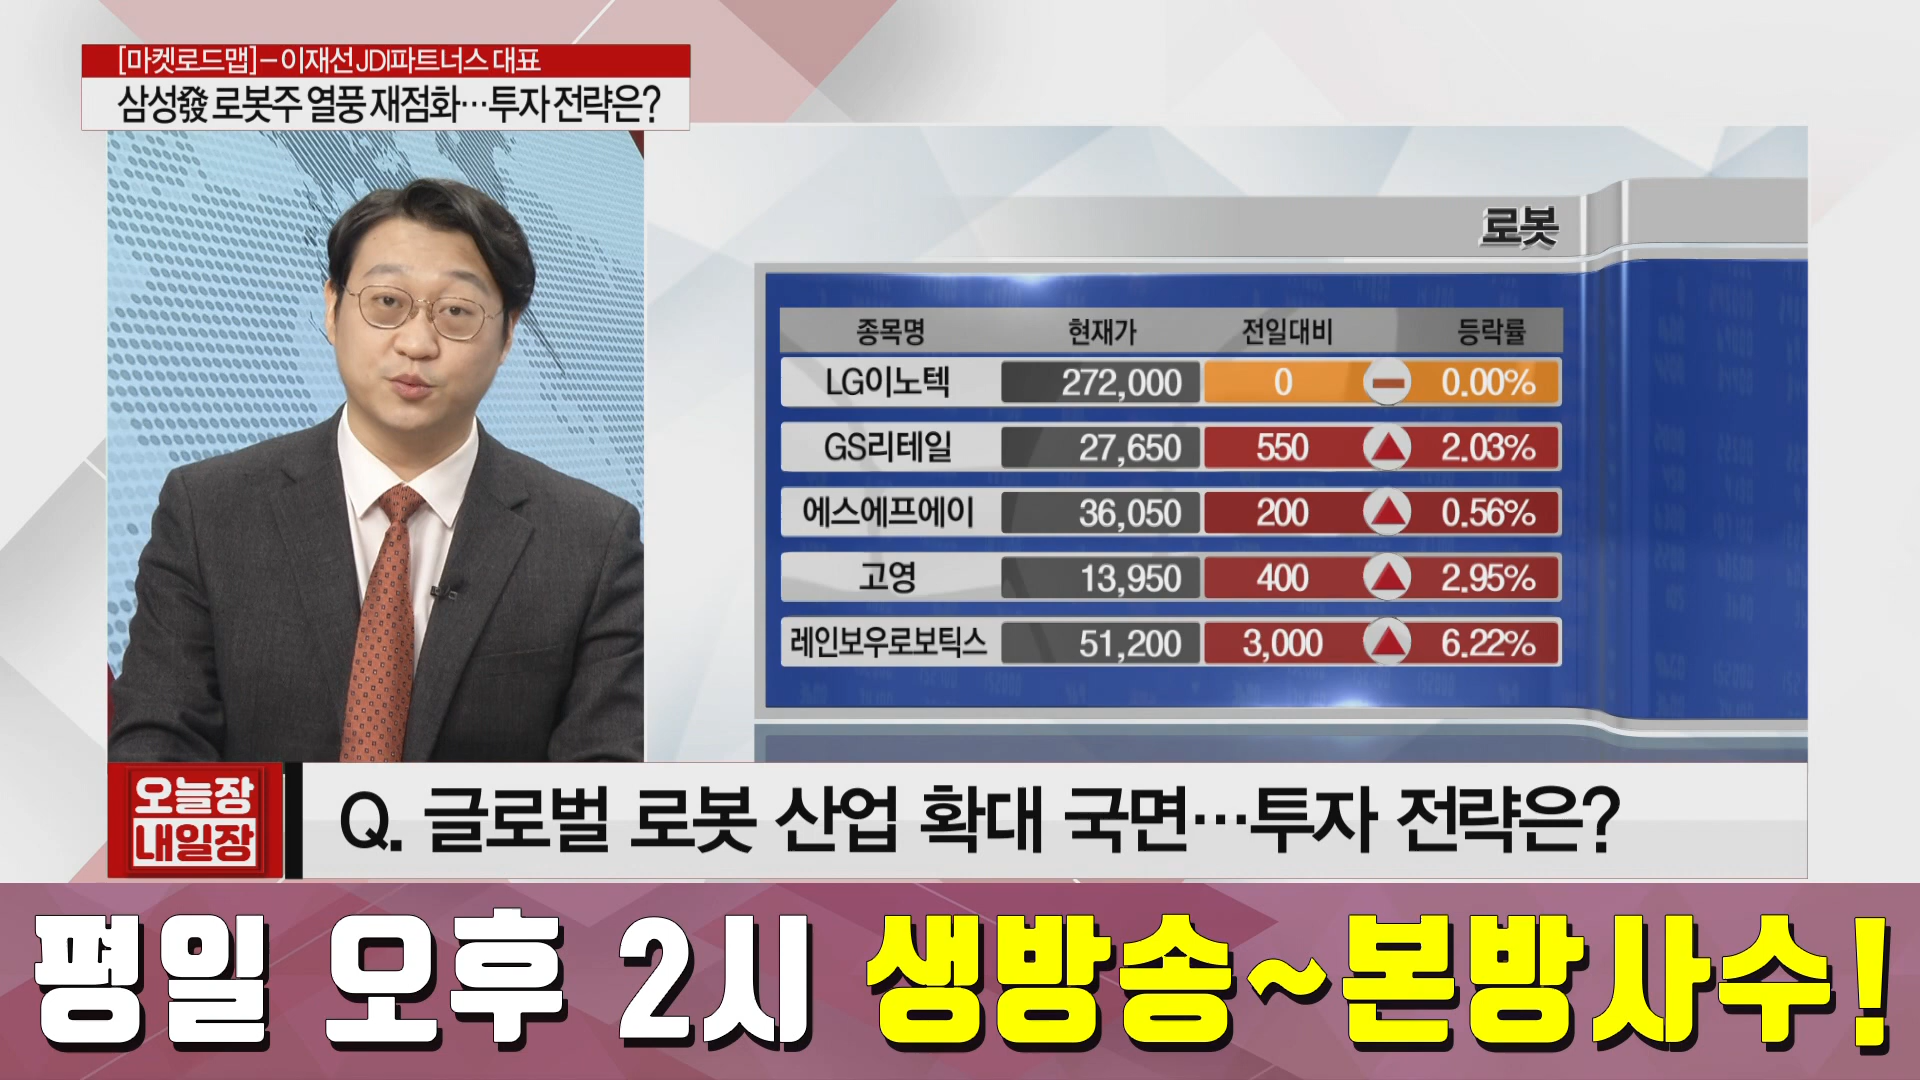 [마켓로드맵] – 이재선 JDI파트너스 대표
삼성發 로봇주 열풍 재점화…투자 전략은?
로봇
종목명 현재가 전일대비 등락률
LG이노텍 272,000 0 0.00%
GS리테일 27,650 550 ▲ 2.03%
에스에프에이 36,050 200 ▲ 0.56%
고영 13,950 400 ▲ 2.95%
레인보우로보틱스 51,200 3,000 ▲ 6.22%
오늘장
내일장
Q. 글로벌 로봇 산업 확대 국면…투자 전략은?
평일 오후 2시 생방송~본방사수!